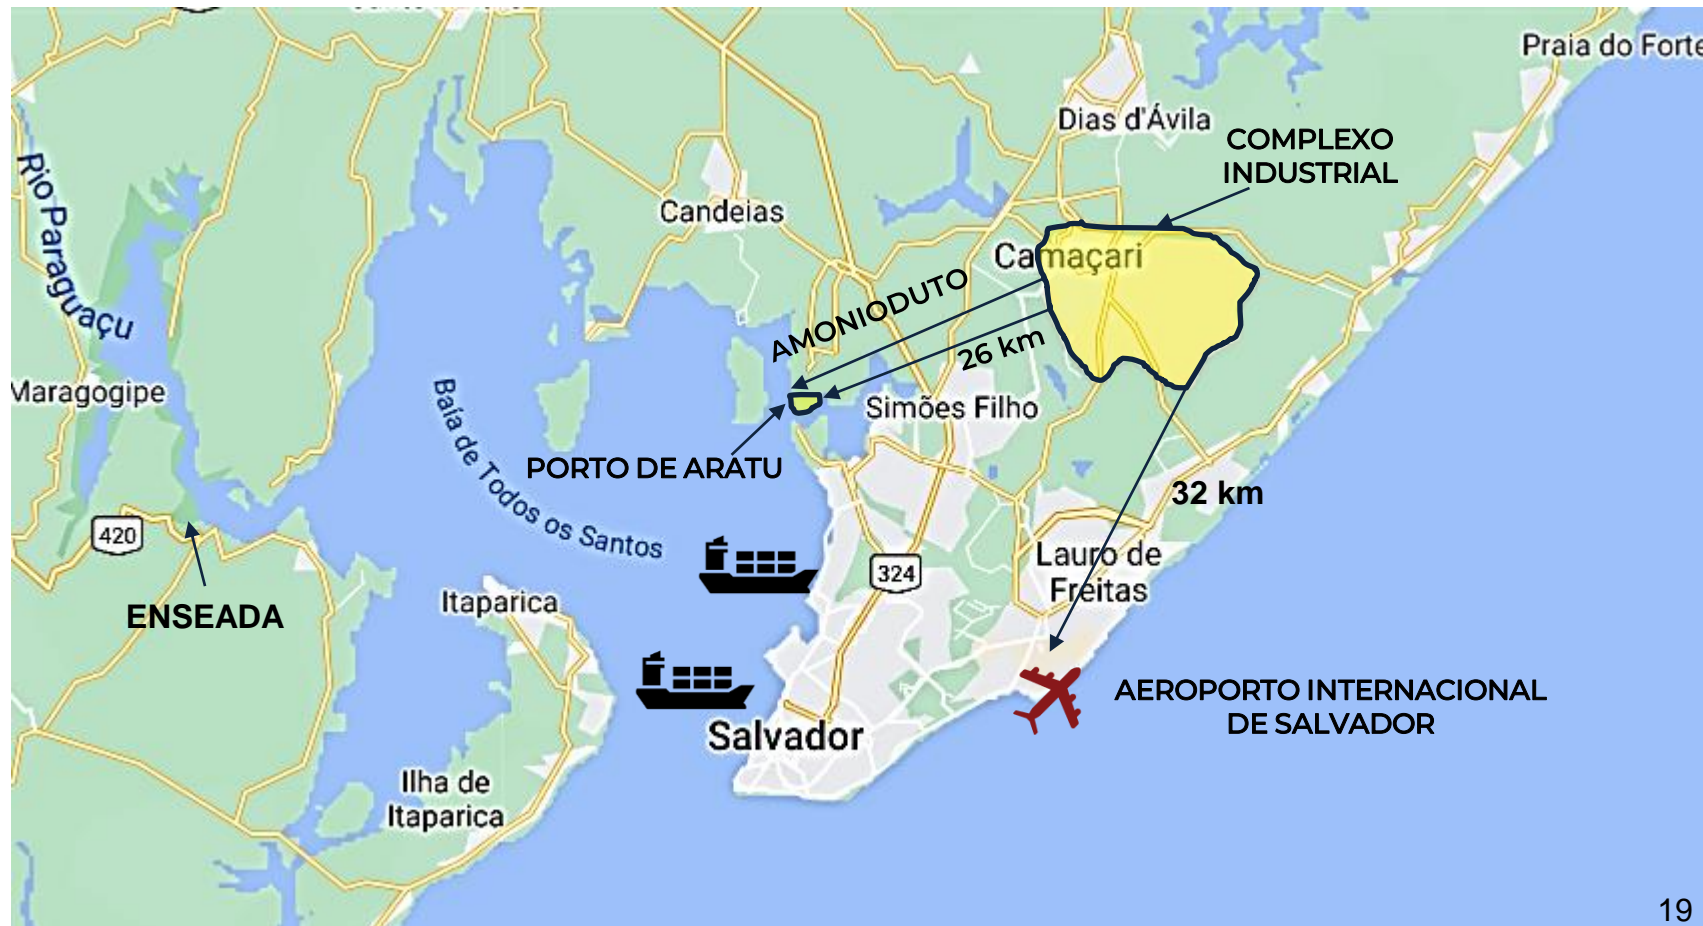 Praia do Forte
Dias d'Ávila
COMPLEXO
INDUSTRIAL
Rio Paraguaçu
Candeias
Camaçari
AMONIODUTO
26 km
Maragogipe
Baía de Todos os Santos
Simões Filho
PORTO DE ARATU
32 km
420
324
Lauro de
Freitas
ENSEADA
Itaparica
AEROPORTO INTERNACIONAL
DE SALVADOR
Salvador
Ilha de
Itaparica
19